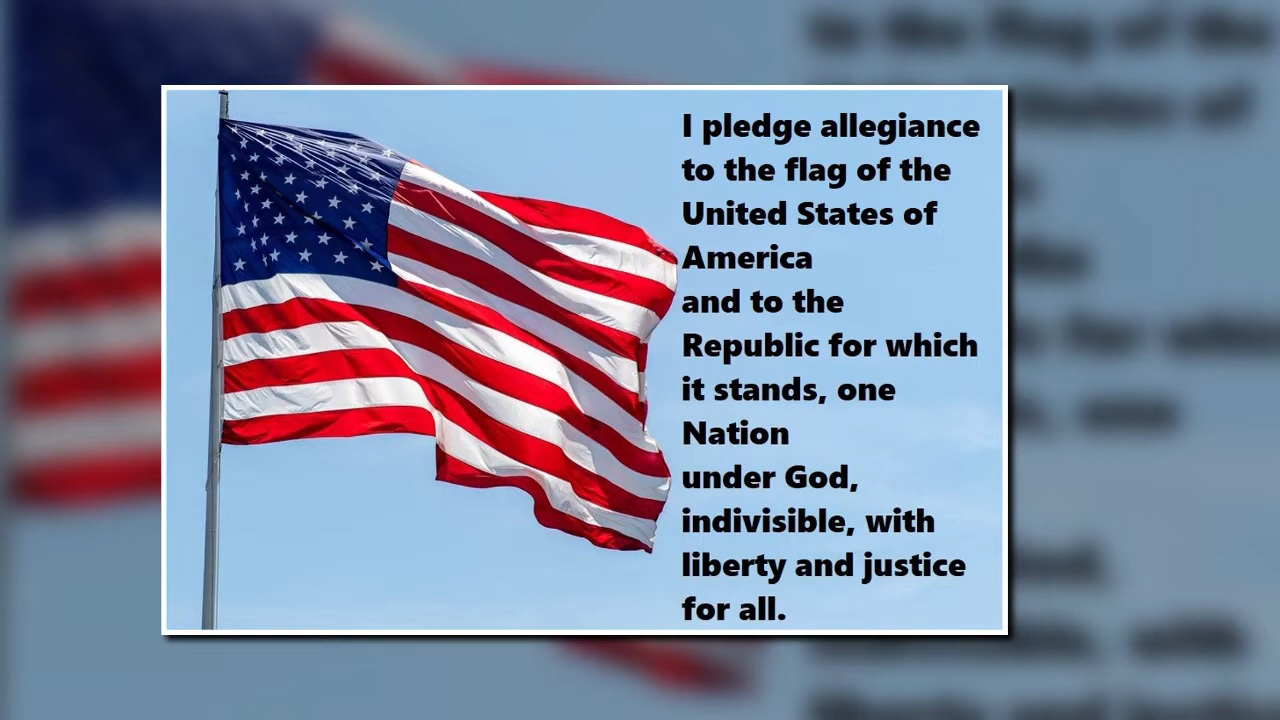 I pledge allegiance
to the flag of the
United States of
America
and to the
Republic for which
it stands, one
Nation
under God,
indivisible, with
liberty and justice
for all.